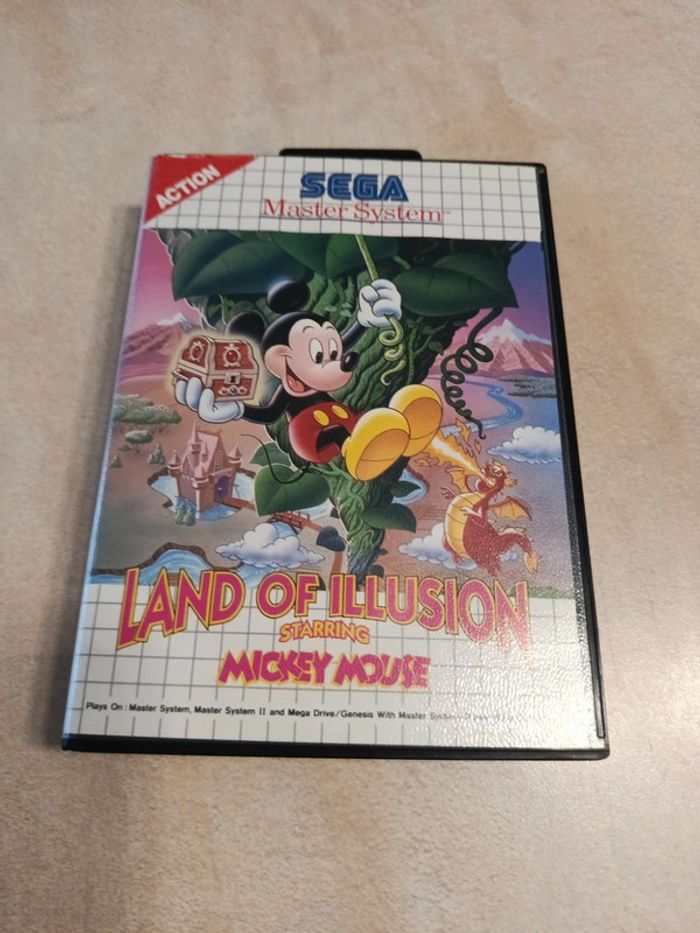 ACTION
SEGA
Master System™
LAND OF ILLUSION
STARRING
MICKEY MOUSE
Plays On : Master System, Master System II and Mega Drive/Genesis With Master System